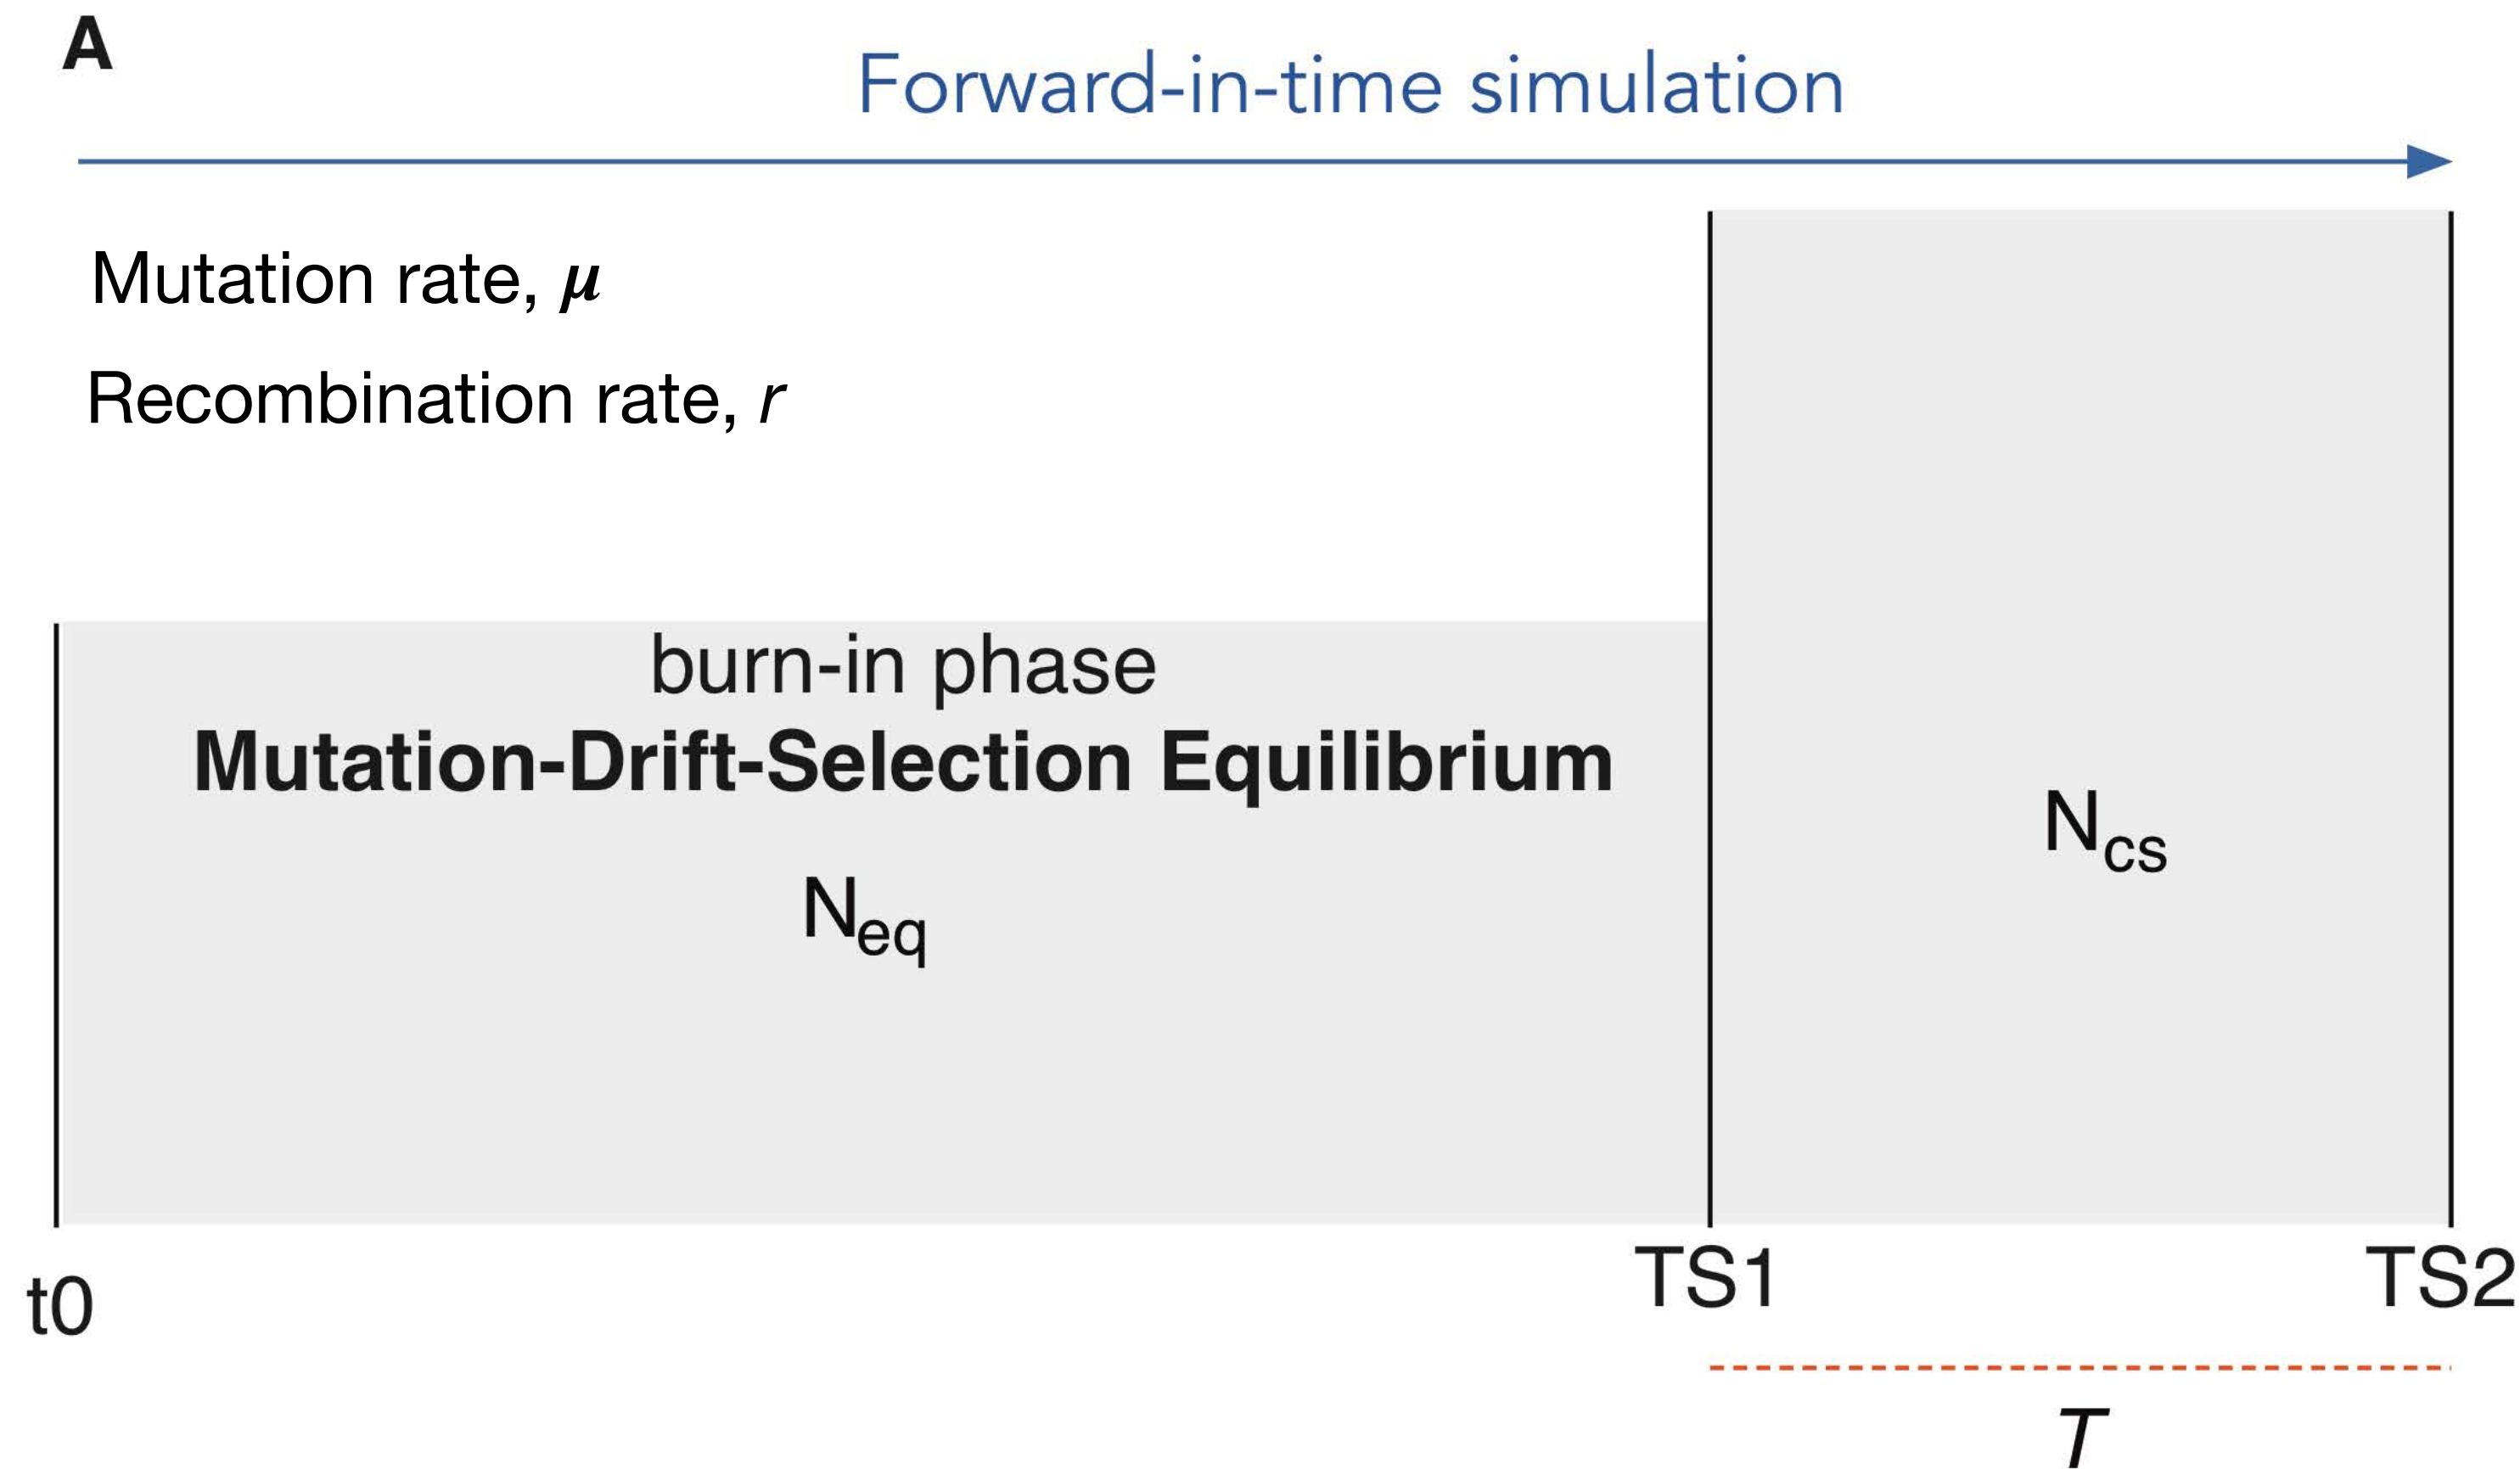 A
Forward-in-time simulation
Mutation rate, μ
Recombination rate, r
burn-in phase
Mutation-Drift-Selection Equilibrium
Neq
Ncs
t0
TS1
TS2
T